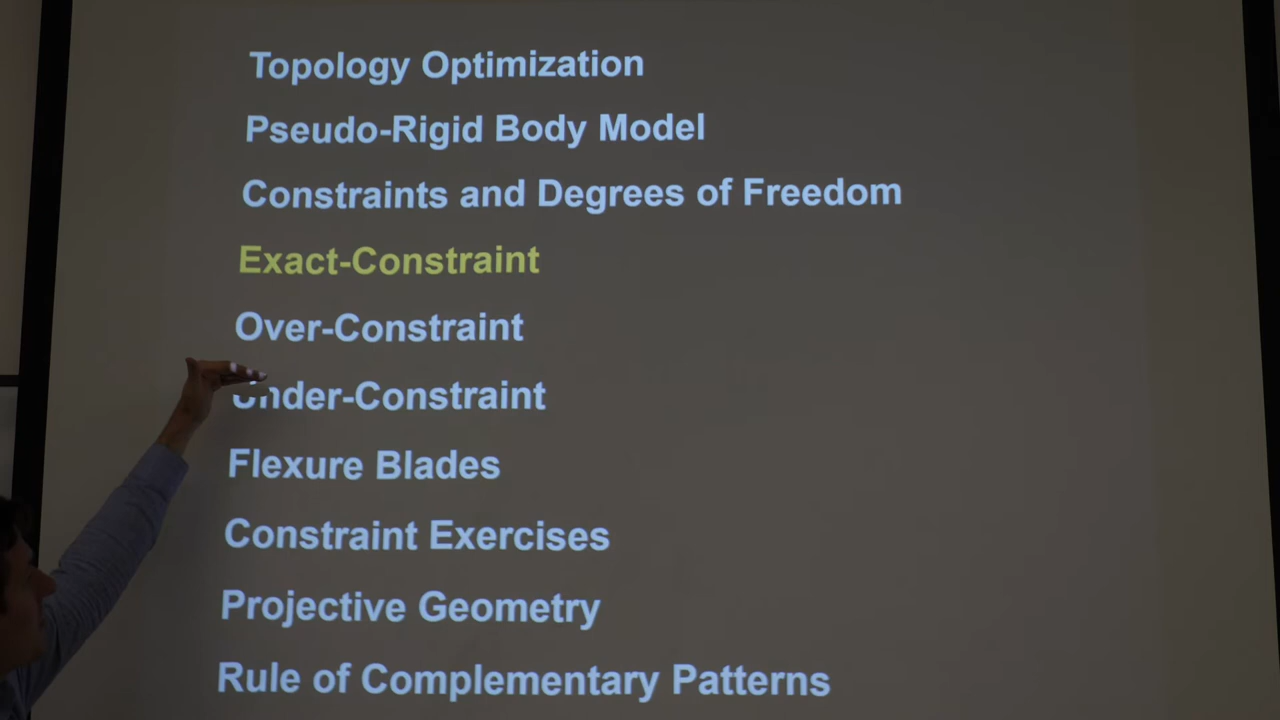 Topology Optimization
Pseudo-Rigid Body Model
Constraints and Degrees of Freedom
Exact-Constraint
Over-Constraint
Under-Constraint
Flexure Blades
Constraint Exercises
Projective Geometry
Rule of Complementary Patterns